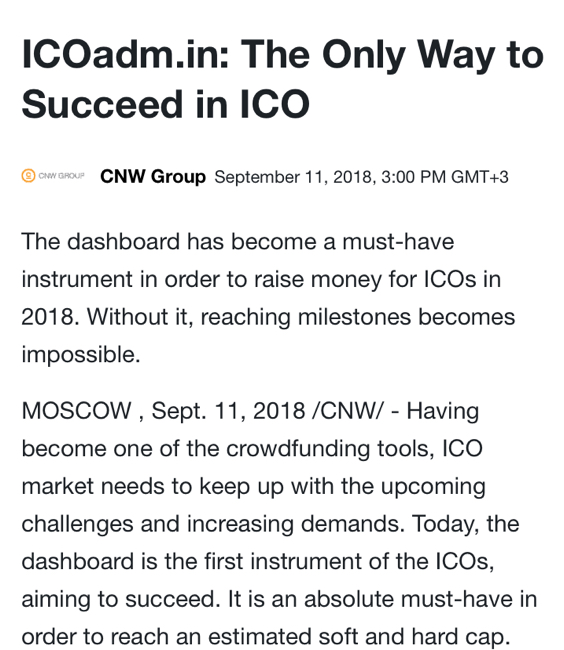 ICOadm.in: The Only Way to
Succeed in ICO
CNW GROUP CNW Group September 11, 2018, 3:00 PM GMT+3
The dashboard has become a must-have
instrument in order to raise money for ICOs in
2018. Without it, reaching milestones becomes
impossible.
MOSCOW , Sept. 11, 2018 /CNW/ - Having
become one of the crowdfunding tools, ICO
market needs to keep up with the upcoming
challenges and increasing demands. Today, the
dashboard is the first instrument of the ICOs,
aiming to succeed. It is an absolute must-have in
order to reach an estimated soft and hard cap.